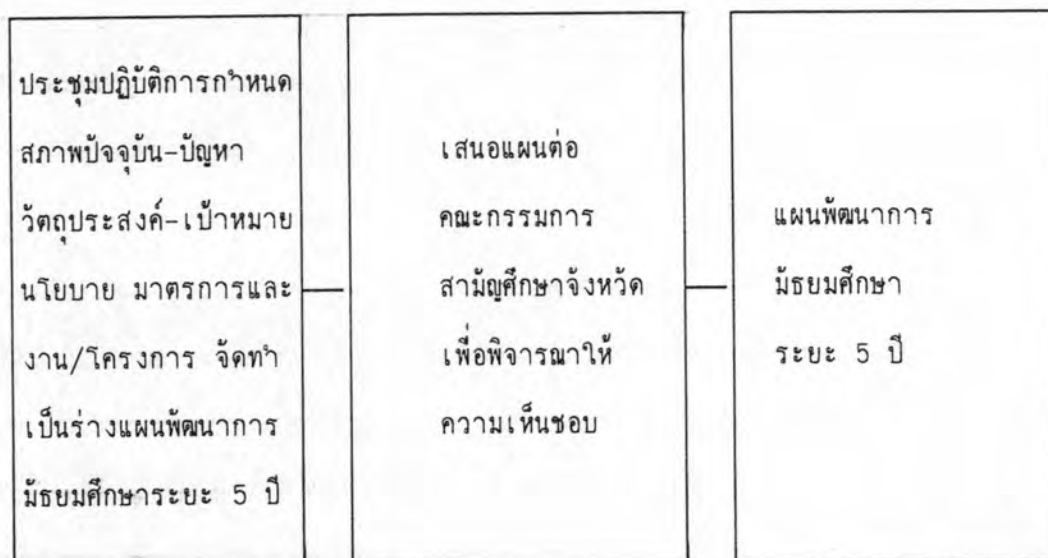 ประชุมปฏิบัติการกำหนด
สภาพปัจจุบัน-ปัญหา
วัตถุประสงค์-เป้าหมาย
นโยบาย มาตรการและ
งาน/โครงการ จัดทำ
เป็นร่างแผนพัฒนาการ
มัธยมศึกษาระยะ 5 ปี
เสนอแผนต่อ
คณะกรรมการ
สามัญศึกษาจังหวัด
เพื่อพิจารณาให้
ความเห็นชอบ
แผนพัฒนาการ
มัธยมศึกษา
ระยะ 5 ปี